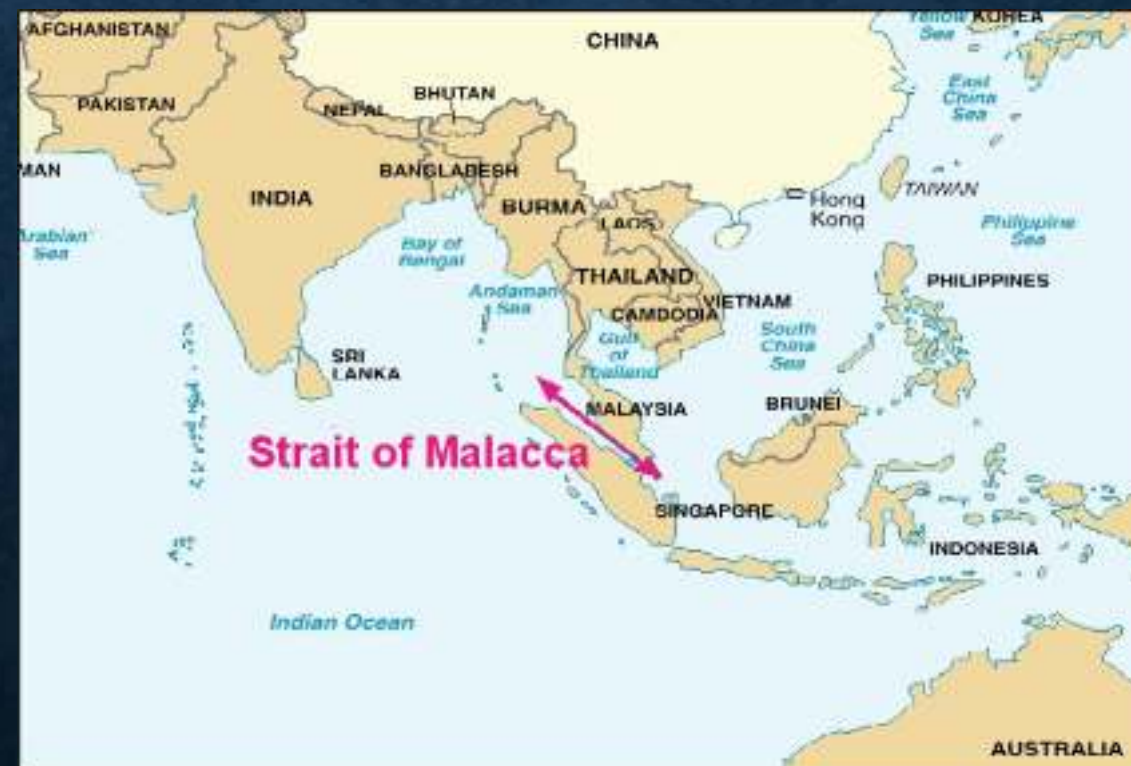 AFGHANISTAN
CHINA
Yellow
Sea
KOREA
East
China
Sea
PAKISTAN
NEPAL
BHUTAN
BANGLADESH
MAN
INDIA
BURMA
LAOS
Hong
Kong
TAIWAN
Arabian
Sea
Bay of
Bengal
Philippine
Sea
Andaman
Sea
THAILAND
VIETNAM
CAMDODIA
PHILIPPINES
Gulf
of
Thailand
South
China
Sea
SRI
LANKA
MALAYSIA
BRUNEI
Strait of Malacca
SINGAPORE
INDONESIA
Indian Ocean
AUSTRALIA